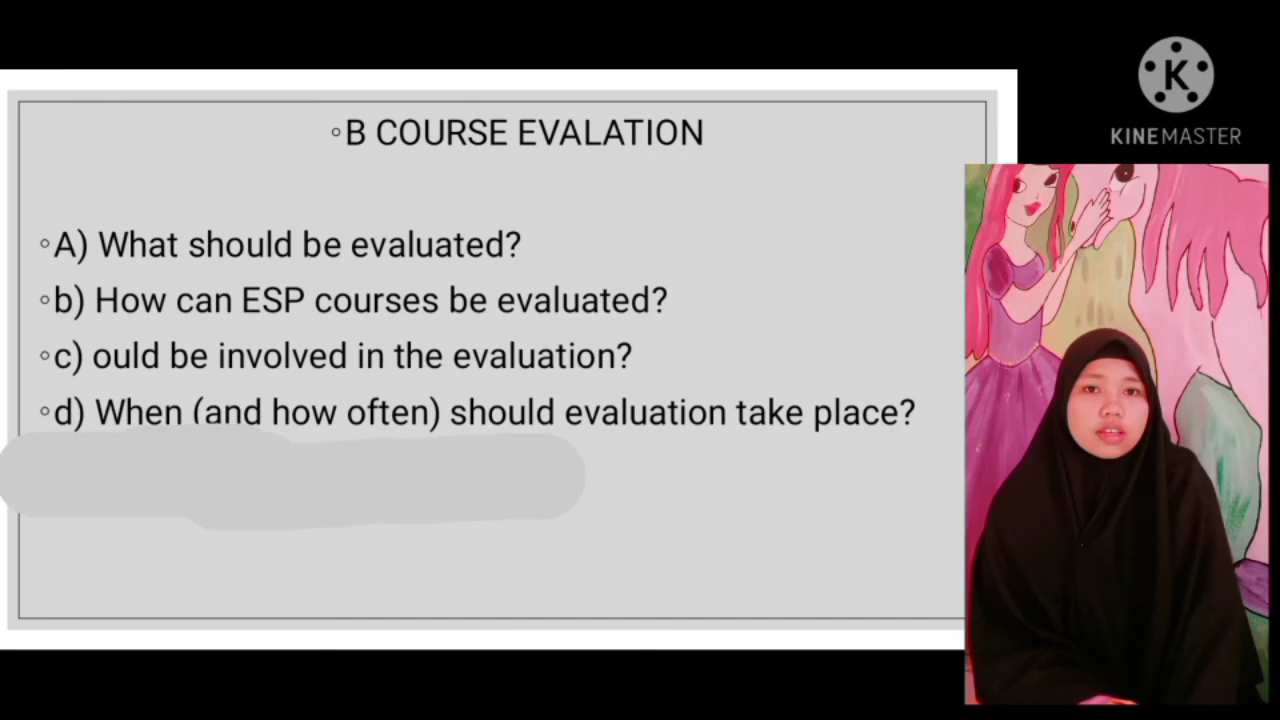 ◦B COURSE EVALATION
◦A) What should be evaluated?
◦b) How can ESP courses be evaluated?
◦c) ould be involved in the evaluation?
◦d) When (and how often) should evaluation take place?
K
KINEMASTER